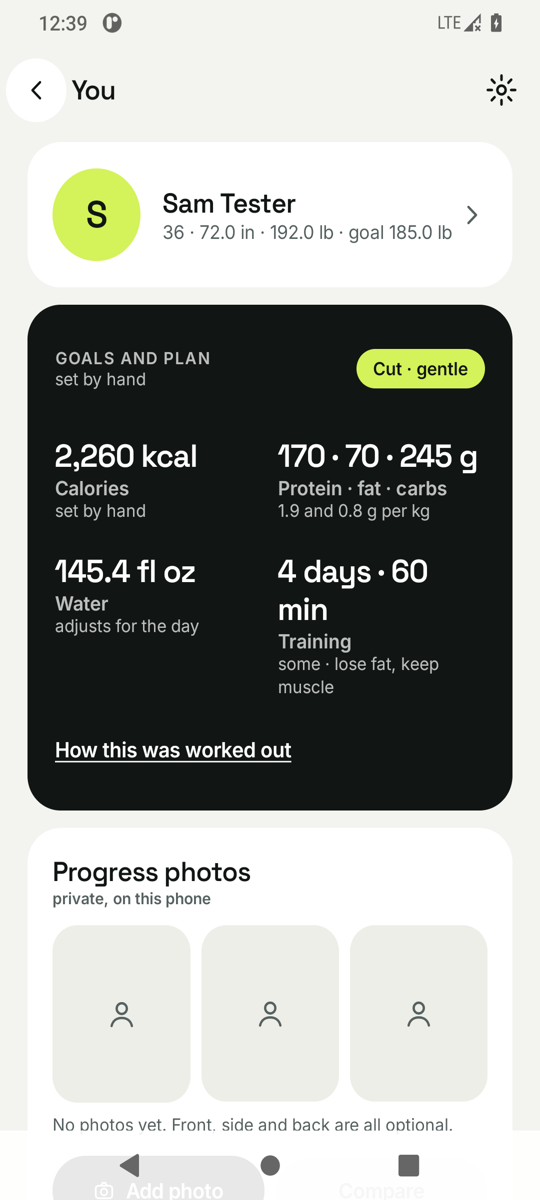 12:39
LTE
You
S
Sam Tester
36 · 72.0 in · 192.0 lb · goal 185.0 lb
GOALS AND PLAN
set by hand
Cut · gentle
2,260 kcal
Calories
set by hand
170 · 70 · 245 g
Protein · fat · carbs
1.9 and 0.8 g per kg
145.4 fl oz
Water
adjusts for the day
4 days · 60
min
Training
some · lose fat, keep
muscle
How this was worked out
Progress photos
private, on this phone
No photos yet. Front, side and back are all optional.
Add photo
Compare